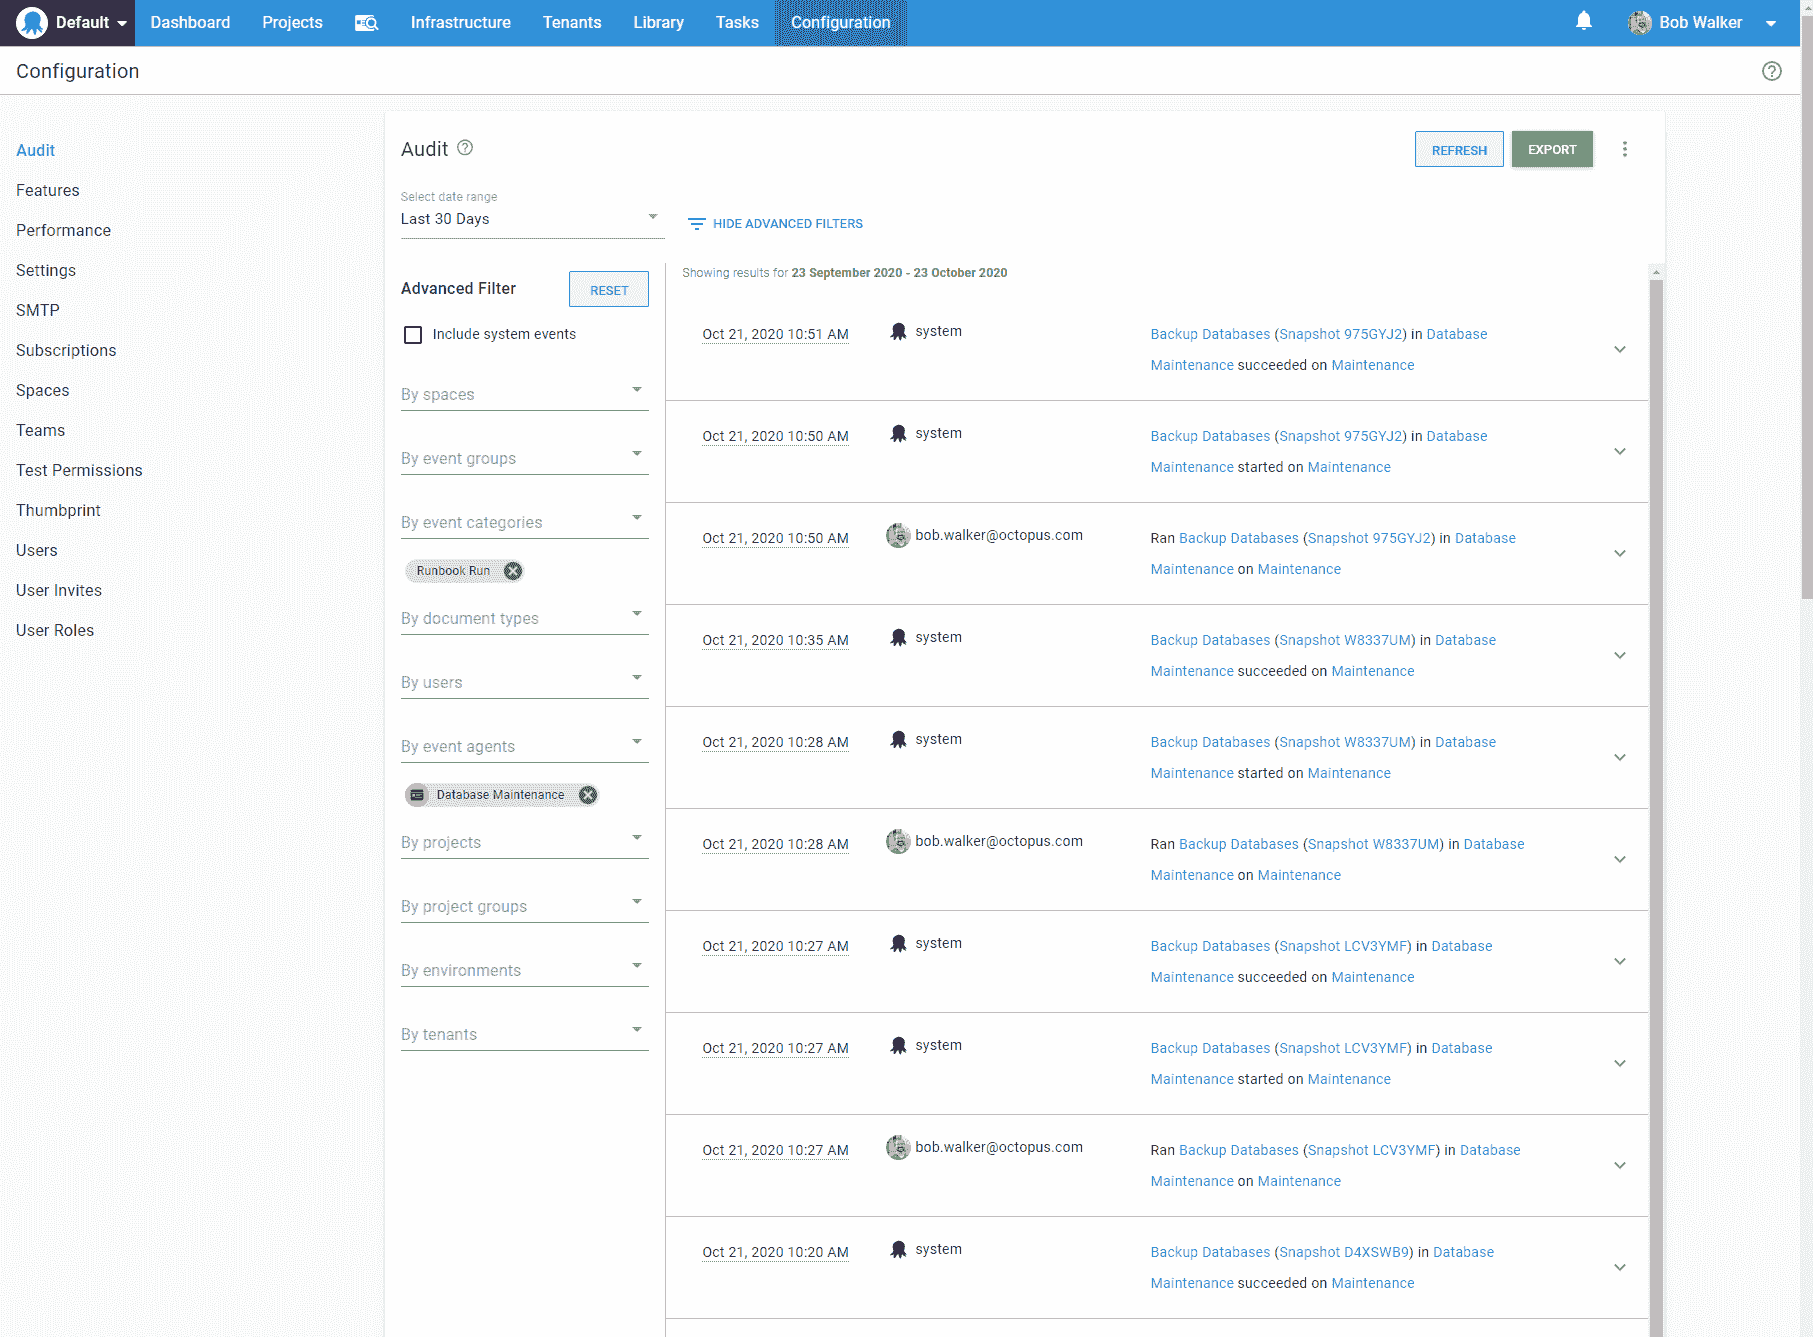 Default Dashboard Projects Infrastructure Tenants Library Tasks Configuration Bob Walker
Configuration
Audit
Features
Performance
Settings
SMTP
Subscriptions
Spaces
Teams
Test Permissions
Thumbprint
Users
User Invites
User Roles
Audit
REFRESH
EXPORT
Select date range
Last 30 Days
HIDE ADVANCED FILTERS
Advanced Filter
RESET
Include system events
By spaces
By event groups
By event categories
Runbook Run
By document types
By users
By event agents
Database Maintenance
By projects
By project groups
By environments
By tenants
Showing results for 23 September 2020 - 23 October 2020
Oct 21, 2020 10:51 AM system Backup Databases (Snapshot 975GYJ2) in Database
Maintenance succeeded on Maintenance
Oct 21, 2020 10:50 AM system Backup Databases (Snapshot 975GYJ2) in Database
Maintenance started on Maintenance
Oct 21, 2020 10:50 AM bob.walker@octopus.com Ran Backup Databases (Snapshot 975GYJ2) in Database
Maintenance on Maintenance
Oct 21, 2020 10:35 AM system Backup Databases (Snapshot W8337UM) in Database
Maintenance succeeded on Maintenance
Oct 21, 2020 10:28 AM system Backup Databases (Snapshot W8337UM) in Database
Maintenance started on Maintenance
Oct 21, 2020 10:28 AM bob.walker@octopus.com Ran Backup Databases (Snapshot W8337UM) in Database
Maintenance on Maintenance
Oct 21, 2020 10:27 AM system Backup Databases (Snapshot LCV3YMF) in Database
Maintenance succeeded on Maintenance
Oct 21, 2020 10:27 AM system Backup Databases (Snapshot LCV3YMF) in Database
Maintenance started on Maintenance
Oct 21, 2020 10:27 AM bob.walker@octopus.com Ran Backup Databases (Snapshot LCV3YMF) in Database
Maintenance on Maintenance
Oct 21, 2020 10:20 AM system Backup Databases (Snapshot D4XSWB9) in Database
Maintenance succeeded on Maintenance